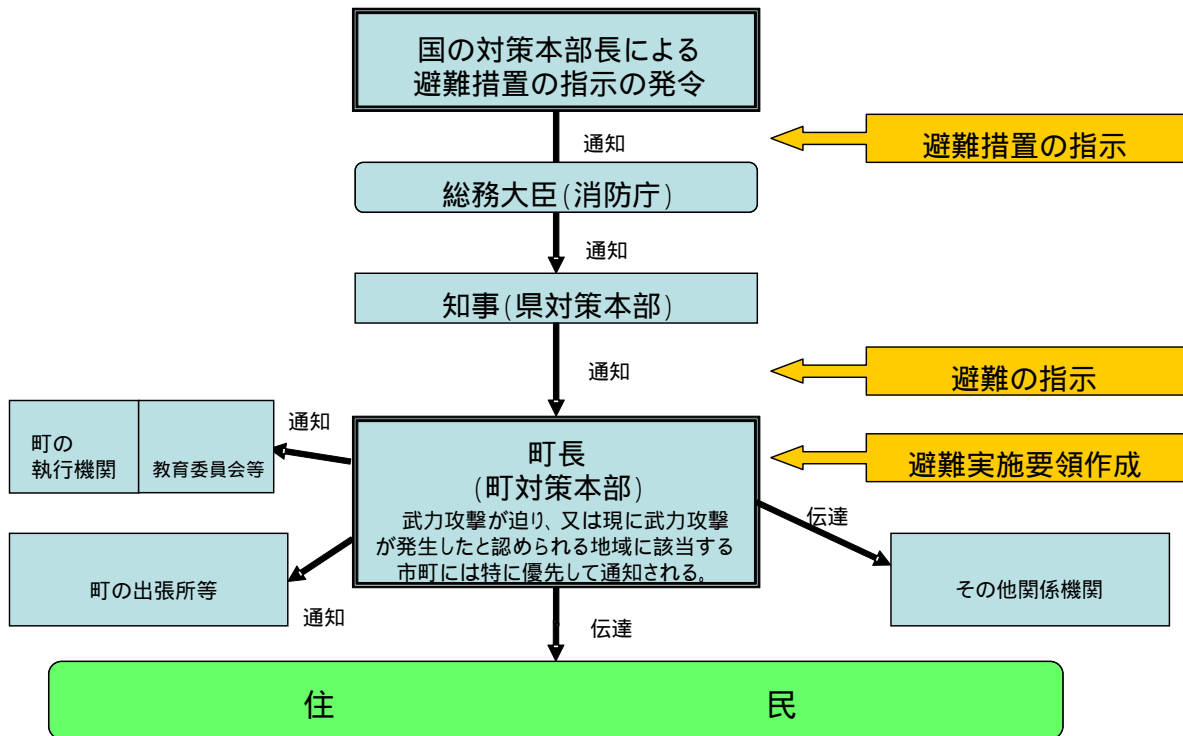 国の対策本部長による
避難措置の指示の発令
通知
避難措置の指示
総務大臣(消防庁)
通知
知事(県対策本部)
通知
避難の指示
町の
執行機関
教育委員会等
通知
町長
(町対策本部)
武力攻撃が迫り、又は現に武力攻撃
が発生したと認められる地域に該当する
市町には特に優先して通知される。
避難実施要領作成
伝達
町の出張所等
通知
その他関係機関
伝達
住 民